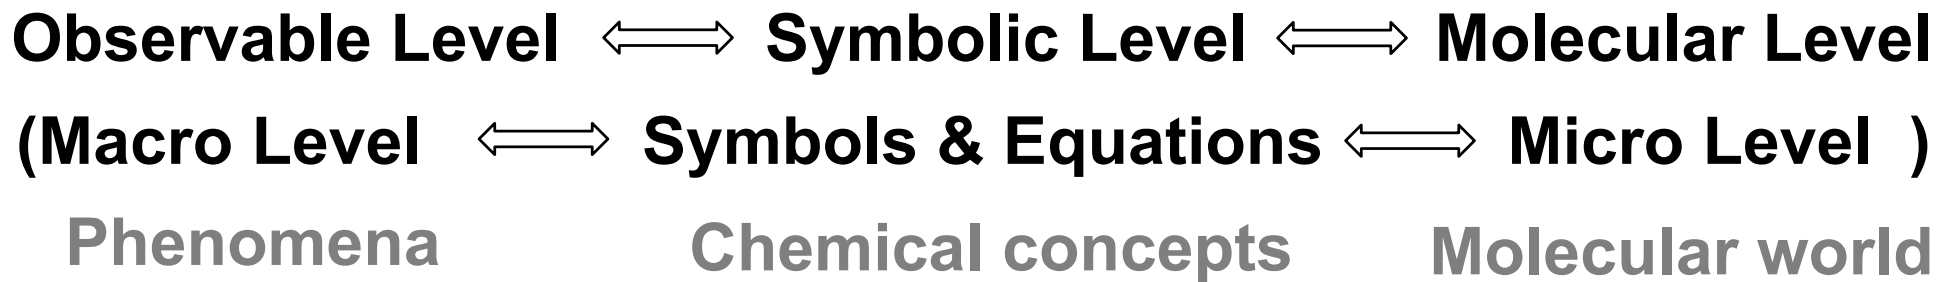 Observable Level ⟺ Symbolic Level ⟺ Molecular Level
(Macro Level ⟺ Symbols & Equations ⟺ Micro Level )
Phenomena Chemical concepts Molecular world